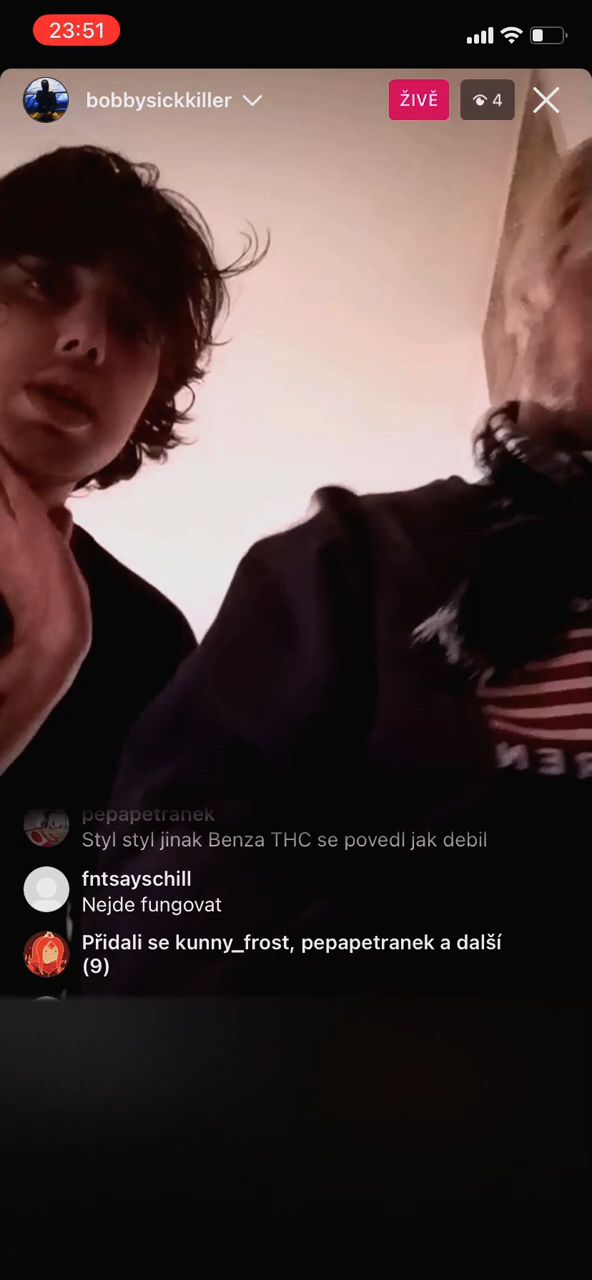 23:51
bobbysickkiller
ŽIVĚ
4
pepapetranek
Styl styl jinak Benza THC se povedl jak debil
fntsayschill
Nejde fungovat
Přidali se kunny_frost, pepapetranek a další
(9)